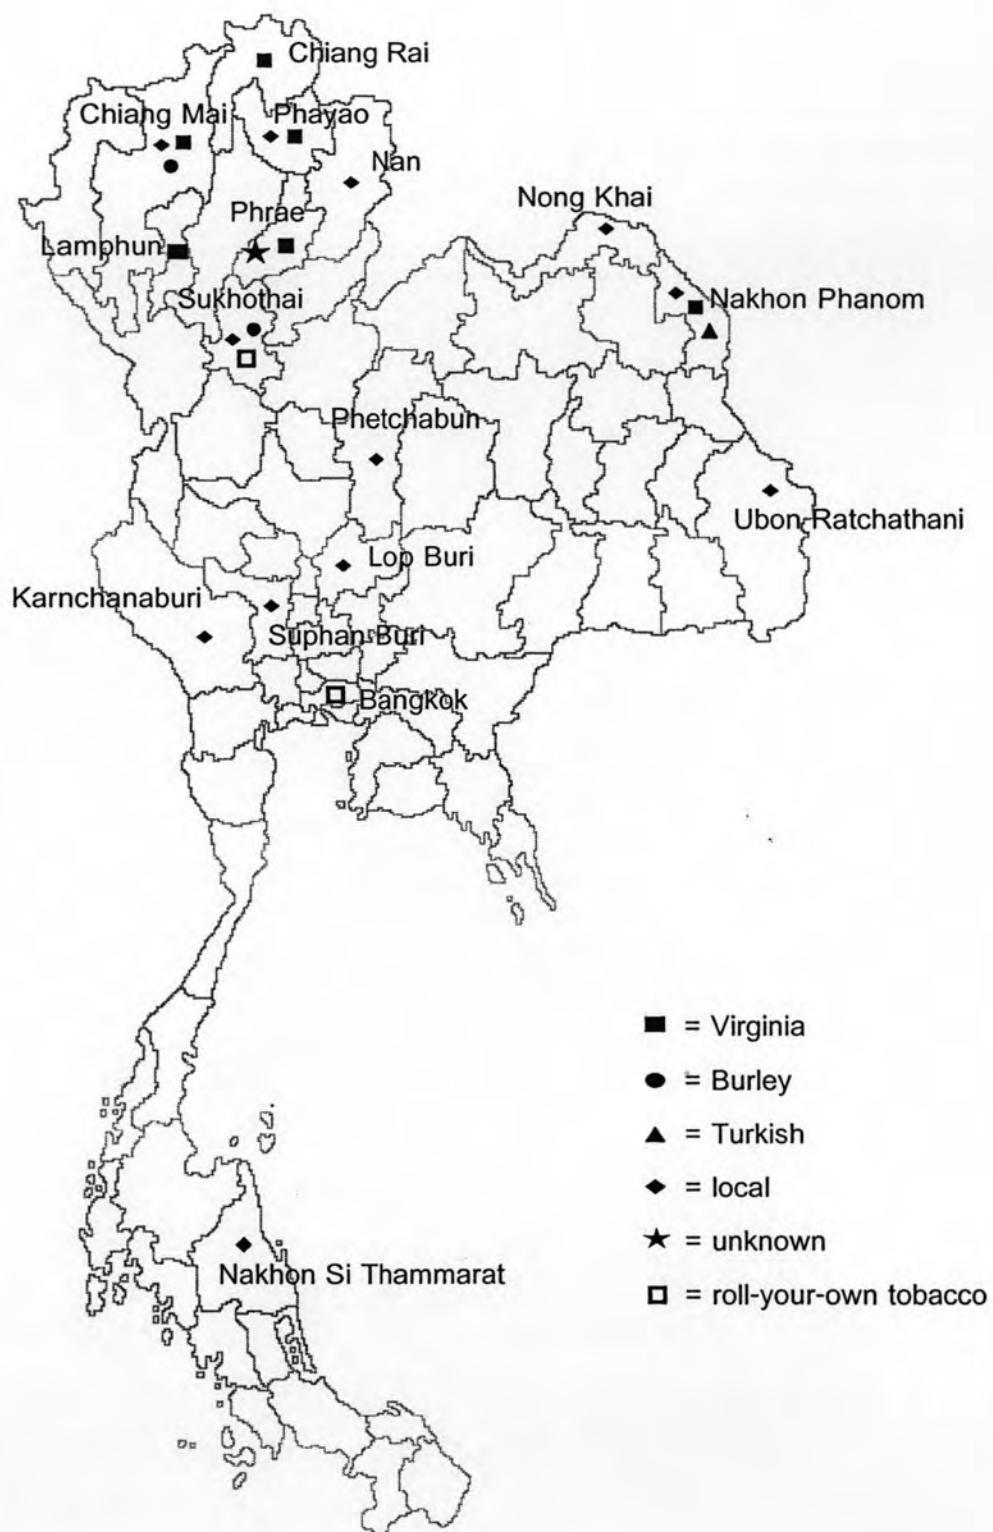 Chiang Rai
Chiang Mai
Phayao
Nan
Nong Khai
Phrae
Lamphun
Sukhothai
Nakhon Phanom
Phetchabun
Ubon Ratchathani
Lop Buri
Karnchanaburi
Suphan Buri
Bangkok
= Virginia
= Burley
= Turkish
= local
= unknown
= roll-your-own tobacco
Nakhon Si Thammarat